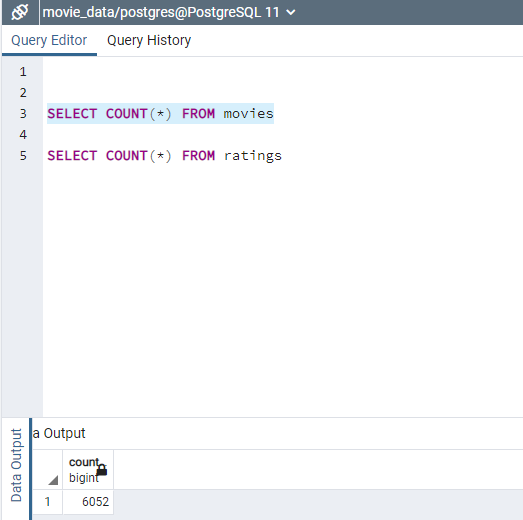 movie_data/postgres@PostgreSQL 11
Query Editor Query History
1
2
3 SELECT COUNT(*) FROM movies
4
5 SELECT COUNT(*) FROM ratings
Data Output
a Output
count
bigint
1 6052